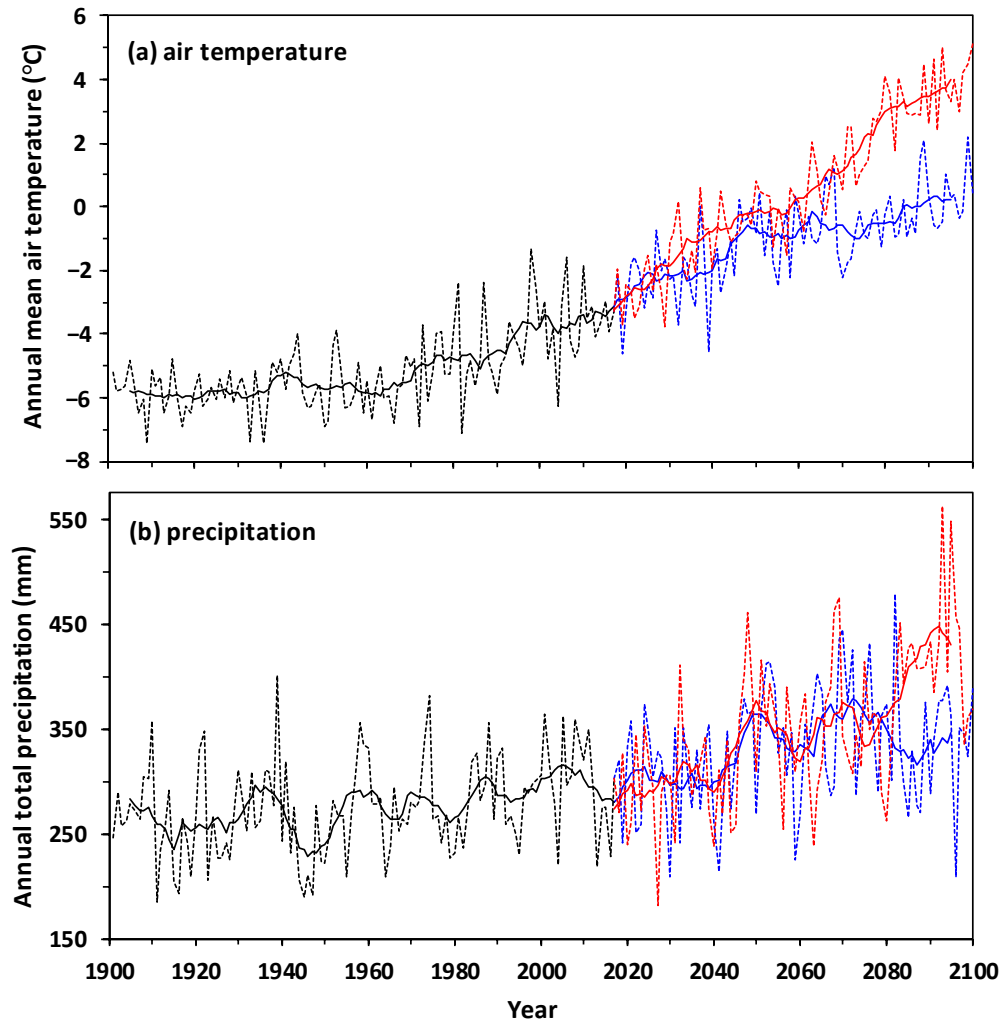 Annual mean air temperature (°C)
6
4
2
0
−2
−4
−6
−8
(a) air temperature
Annual total precipitation (mm)
550
450
350
250
150
(b) precipitation
1900 1920 1940 1960 1980 2000 2020 2040 2060 2080 2100
Year